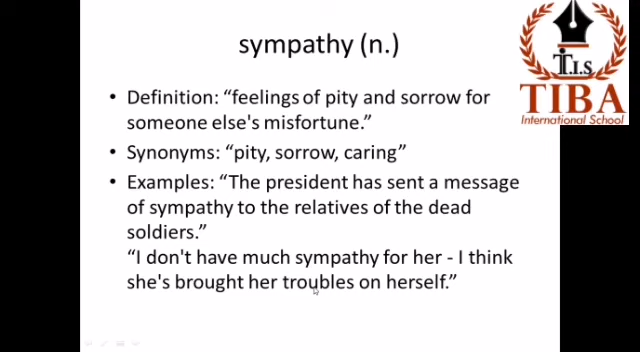 sympathy (n.)
T.I.S.
TIBA
International School
• Definition: “feelings of pity and sorrow for
someone else's misfortune.”
• Synonyms: “pity, sorrow, caring”
• Examples: “The president has sent a message
of sympathy to the relatives of the dead
soldiers.”
“I don't have much sympathy for her - I think
she's brought her troubles on herself.”